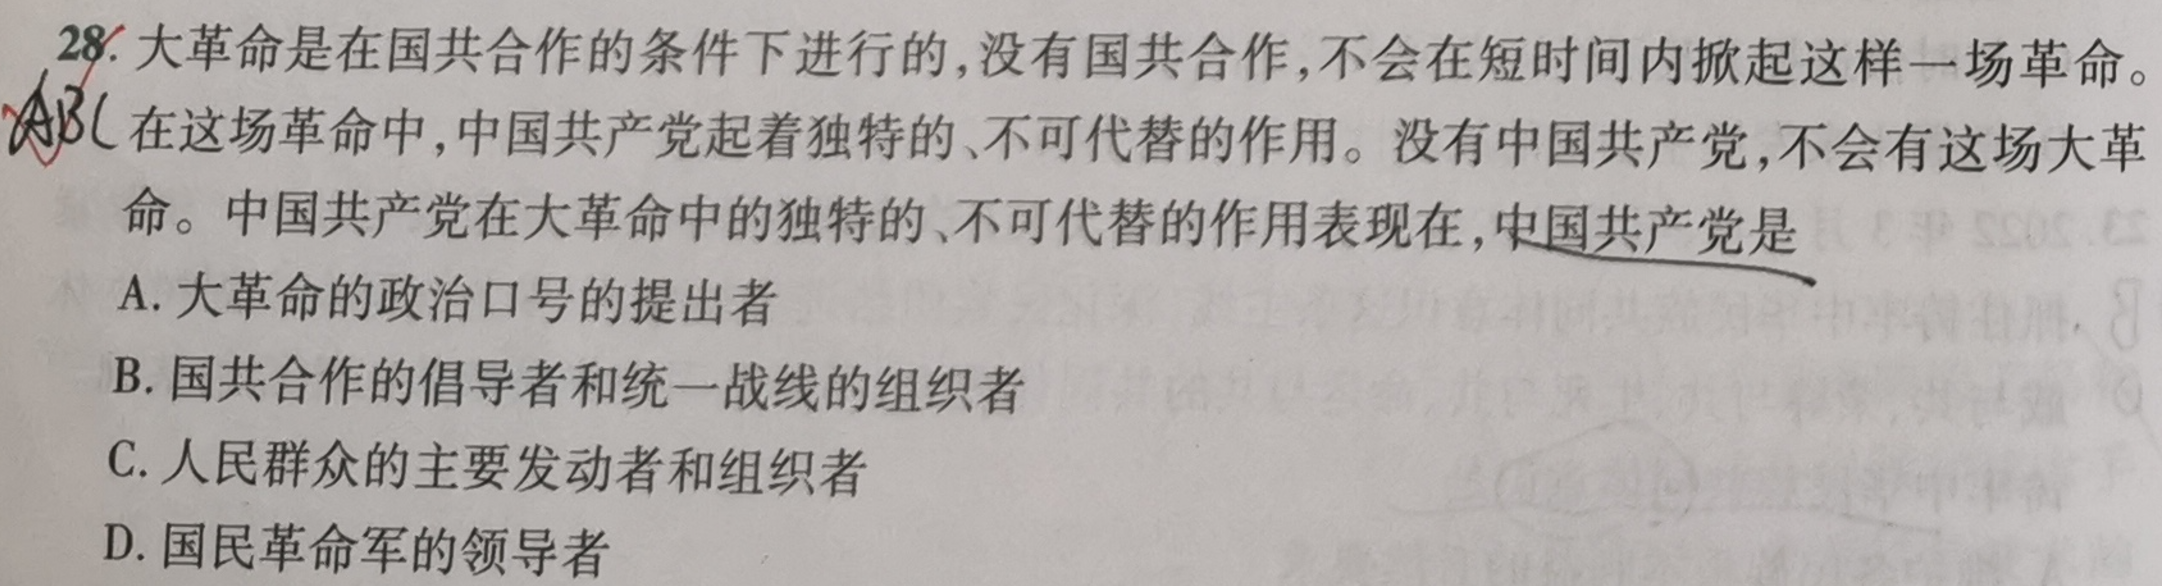 28. 大革命是在国共合作的条件下进行的,没有国共合作,不会在短时间内掀起这样一场革命。
ABC 在这场革命中,中国共产党起着独特的、不可代替的作用。没有中国共产党,不会有这场大革
命。中国共产党在大革命中的独特的、不可代替的作用表现在,中国共产党是
A. 大革命的政治口号的提出者
B. 国共合作的倡导者和统一战线的组织者
C. 人民群众的主要发动者和组织者
D. 国民革命军的领导者